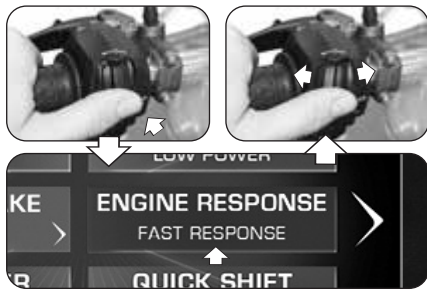 LOW POWER
KE
ENGINE RESPONSE
FAST RESPONSE
R
QUICK SHIFT